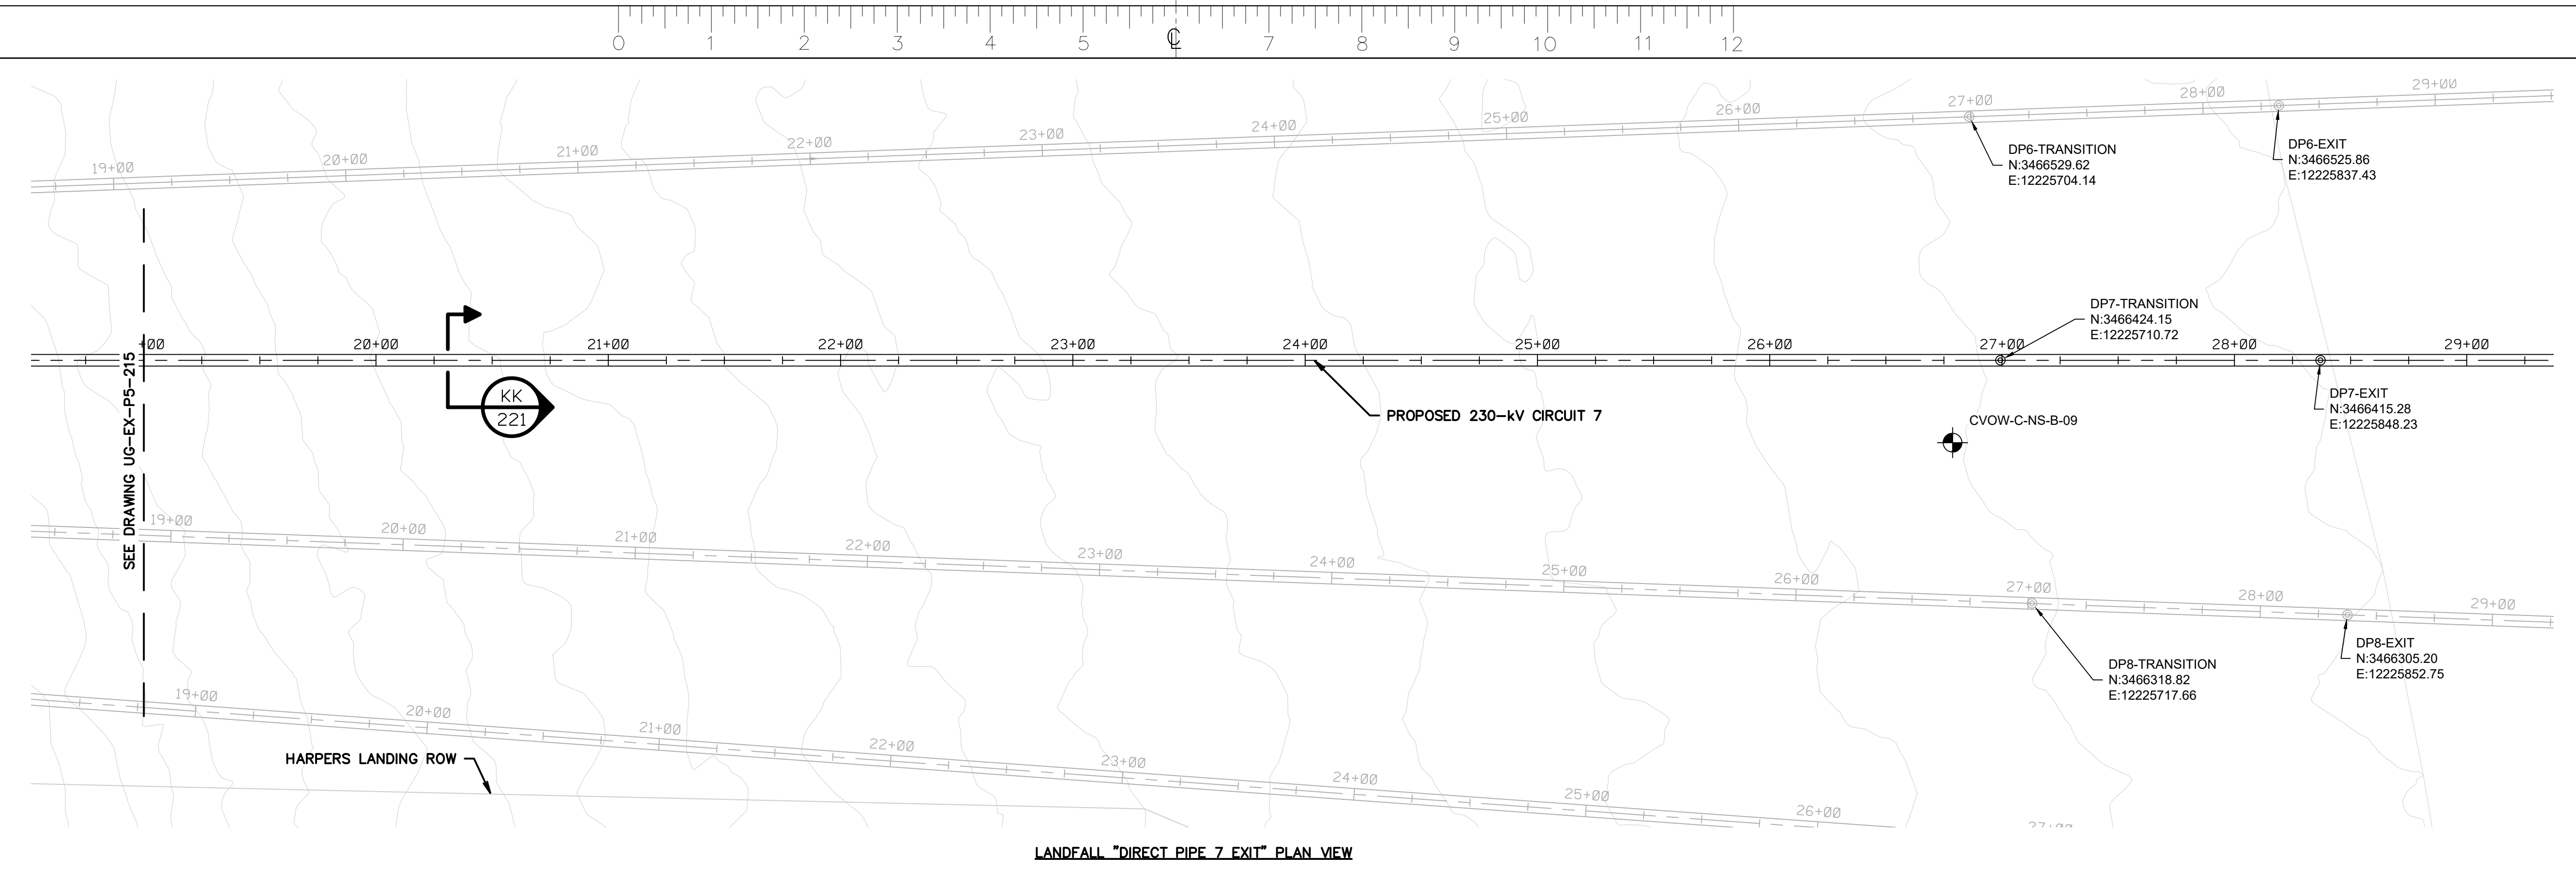 0 1 2 3 4 5 ℄ 7 8 9 10 11 12
19+00 20+00 21+00 22+00 23+00 24+00 25+00 26+00 27+00 28+00 29+00
DP6-TRANSITION
N:3466529.62
E:12225704.14
DP6-EXIT
N:3466525.86
E:12225837.43
DP7-TRANSITION
N:3466424.15
E:12225710.72
+00 20+00 21+00 22+00 23+00 24+00 25+00 26+00 27+00 28+00 29+00
SEE DRAWING UG-EX-P5-215
KK
221
PROPOSED 230-kV CIRCUIT 7
DP7-EXIT
N:3466415.28
E:12225848.23
CVOW-C-NS-B-09
19+00 20+00 21+00 22+00 23+00 24+00 25+00 26+00 27+00 28+00 29+00
DP8-EXIT
N:3466305.20
E:12225852.75
DP8-TRANSITION
N:3466318.82
E:12225717.66
19+00 20+00 21+00 22+00 23+00 24+00 25+00 26+00
HARPERS LANDING ROW
LANDFALL "DIRECT PIPE 7 EXIT" PLAN VIEW